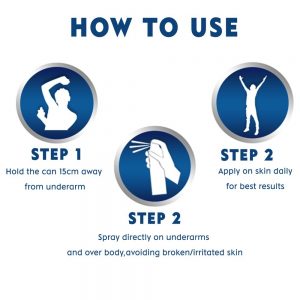 HOW TO USE
STEP 1
Hold the can 15cm away
from underarm
STEP 2
Spray directly on underarms
and over body,avoiding broken/irritated skin
STEP 2
Apply on skin daily
for best results